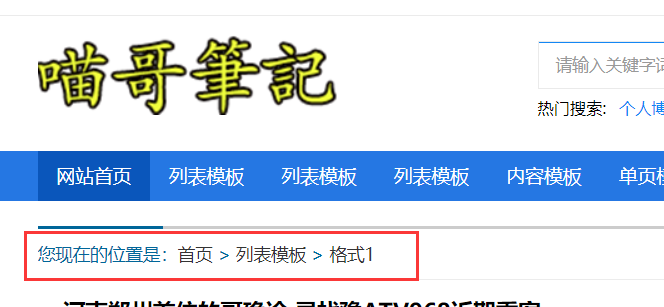 喵哥筆記
请输入关键字词
热门搜索: 个人博
网站首页 列表模板 列表模板 列表模板 内容模板 单页模
您现在的位置是：首页 > 列表模板 > 格式1